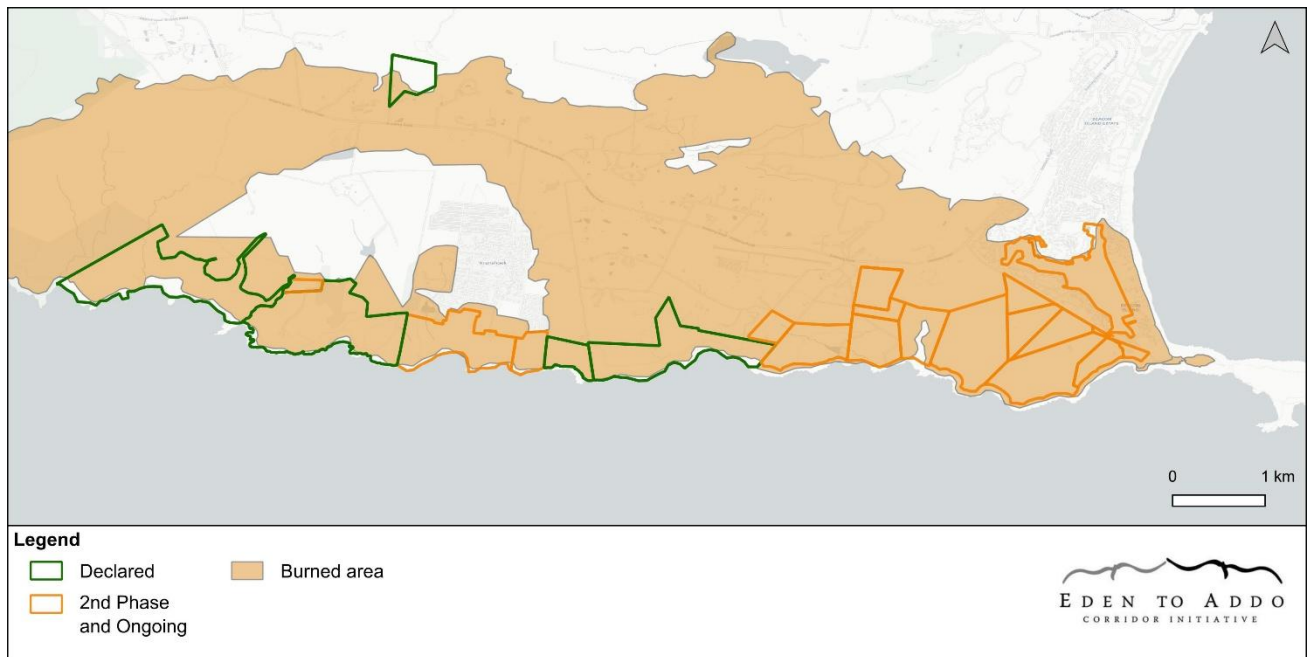 0 1 km
Legend
Declared
Burned area
2nd Phase
and Ongoing
EDEN TO ADDO
CORRIDOR INITIATIVE